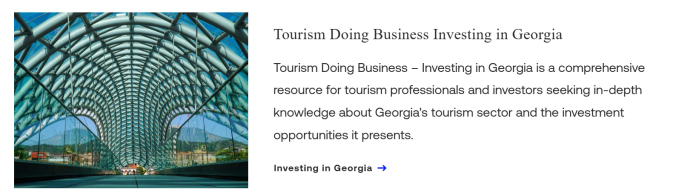 Tourism Doing Business Investing in Georgia
Tourism Doing Business – Investing in Georgia is a comprehensive
resource for tourism professionals and investors seeking in-depth
knowledge about Georgia's tourism sector and the investment
opportunities it presents.
Investing in Georgia →